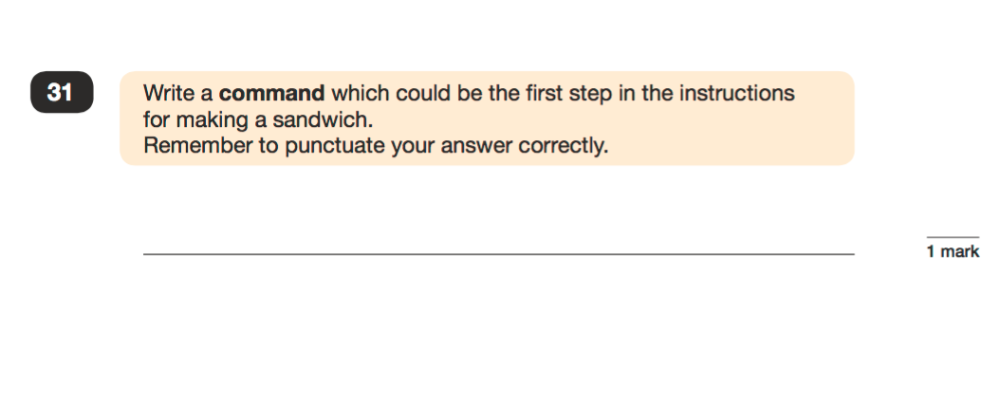 31
Write a command which could be the first step in the instructions
for making a sandwich.
Remember to punctuate your answer correctly.
1 mark